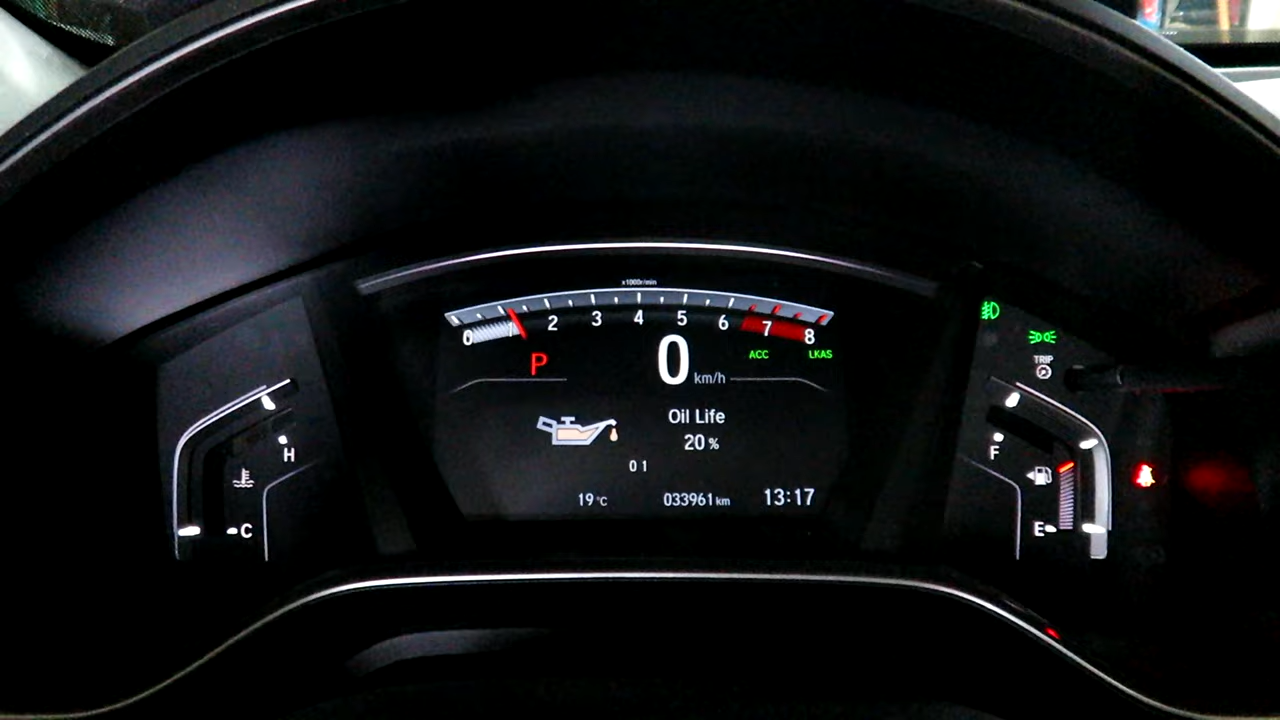 x1000r/min
0 1 2 3 4 5 6 7 8
P 0 km/h ACC LKAS
TRIP
Oil Life
20 %
0 1
19 °C 033961 km 13:17
H
C
F
E